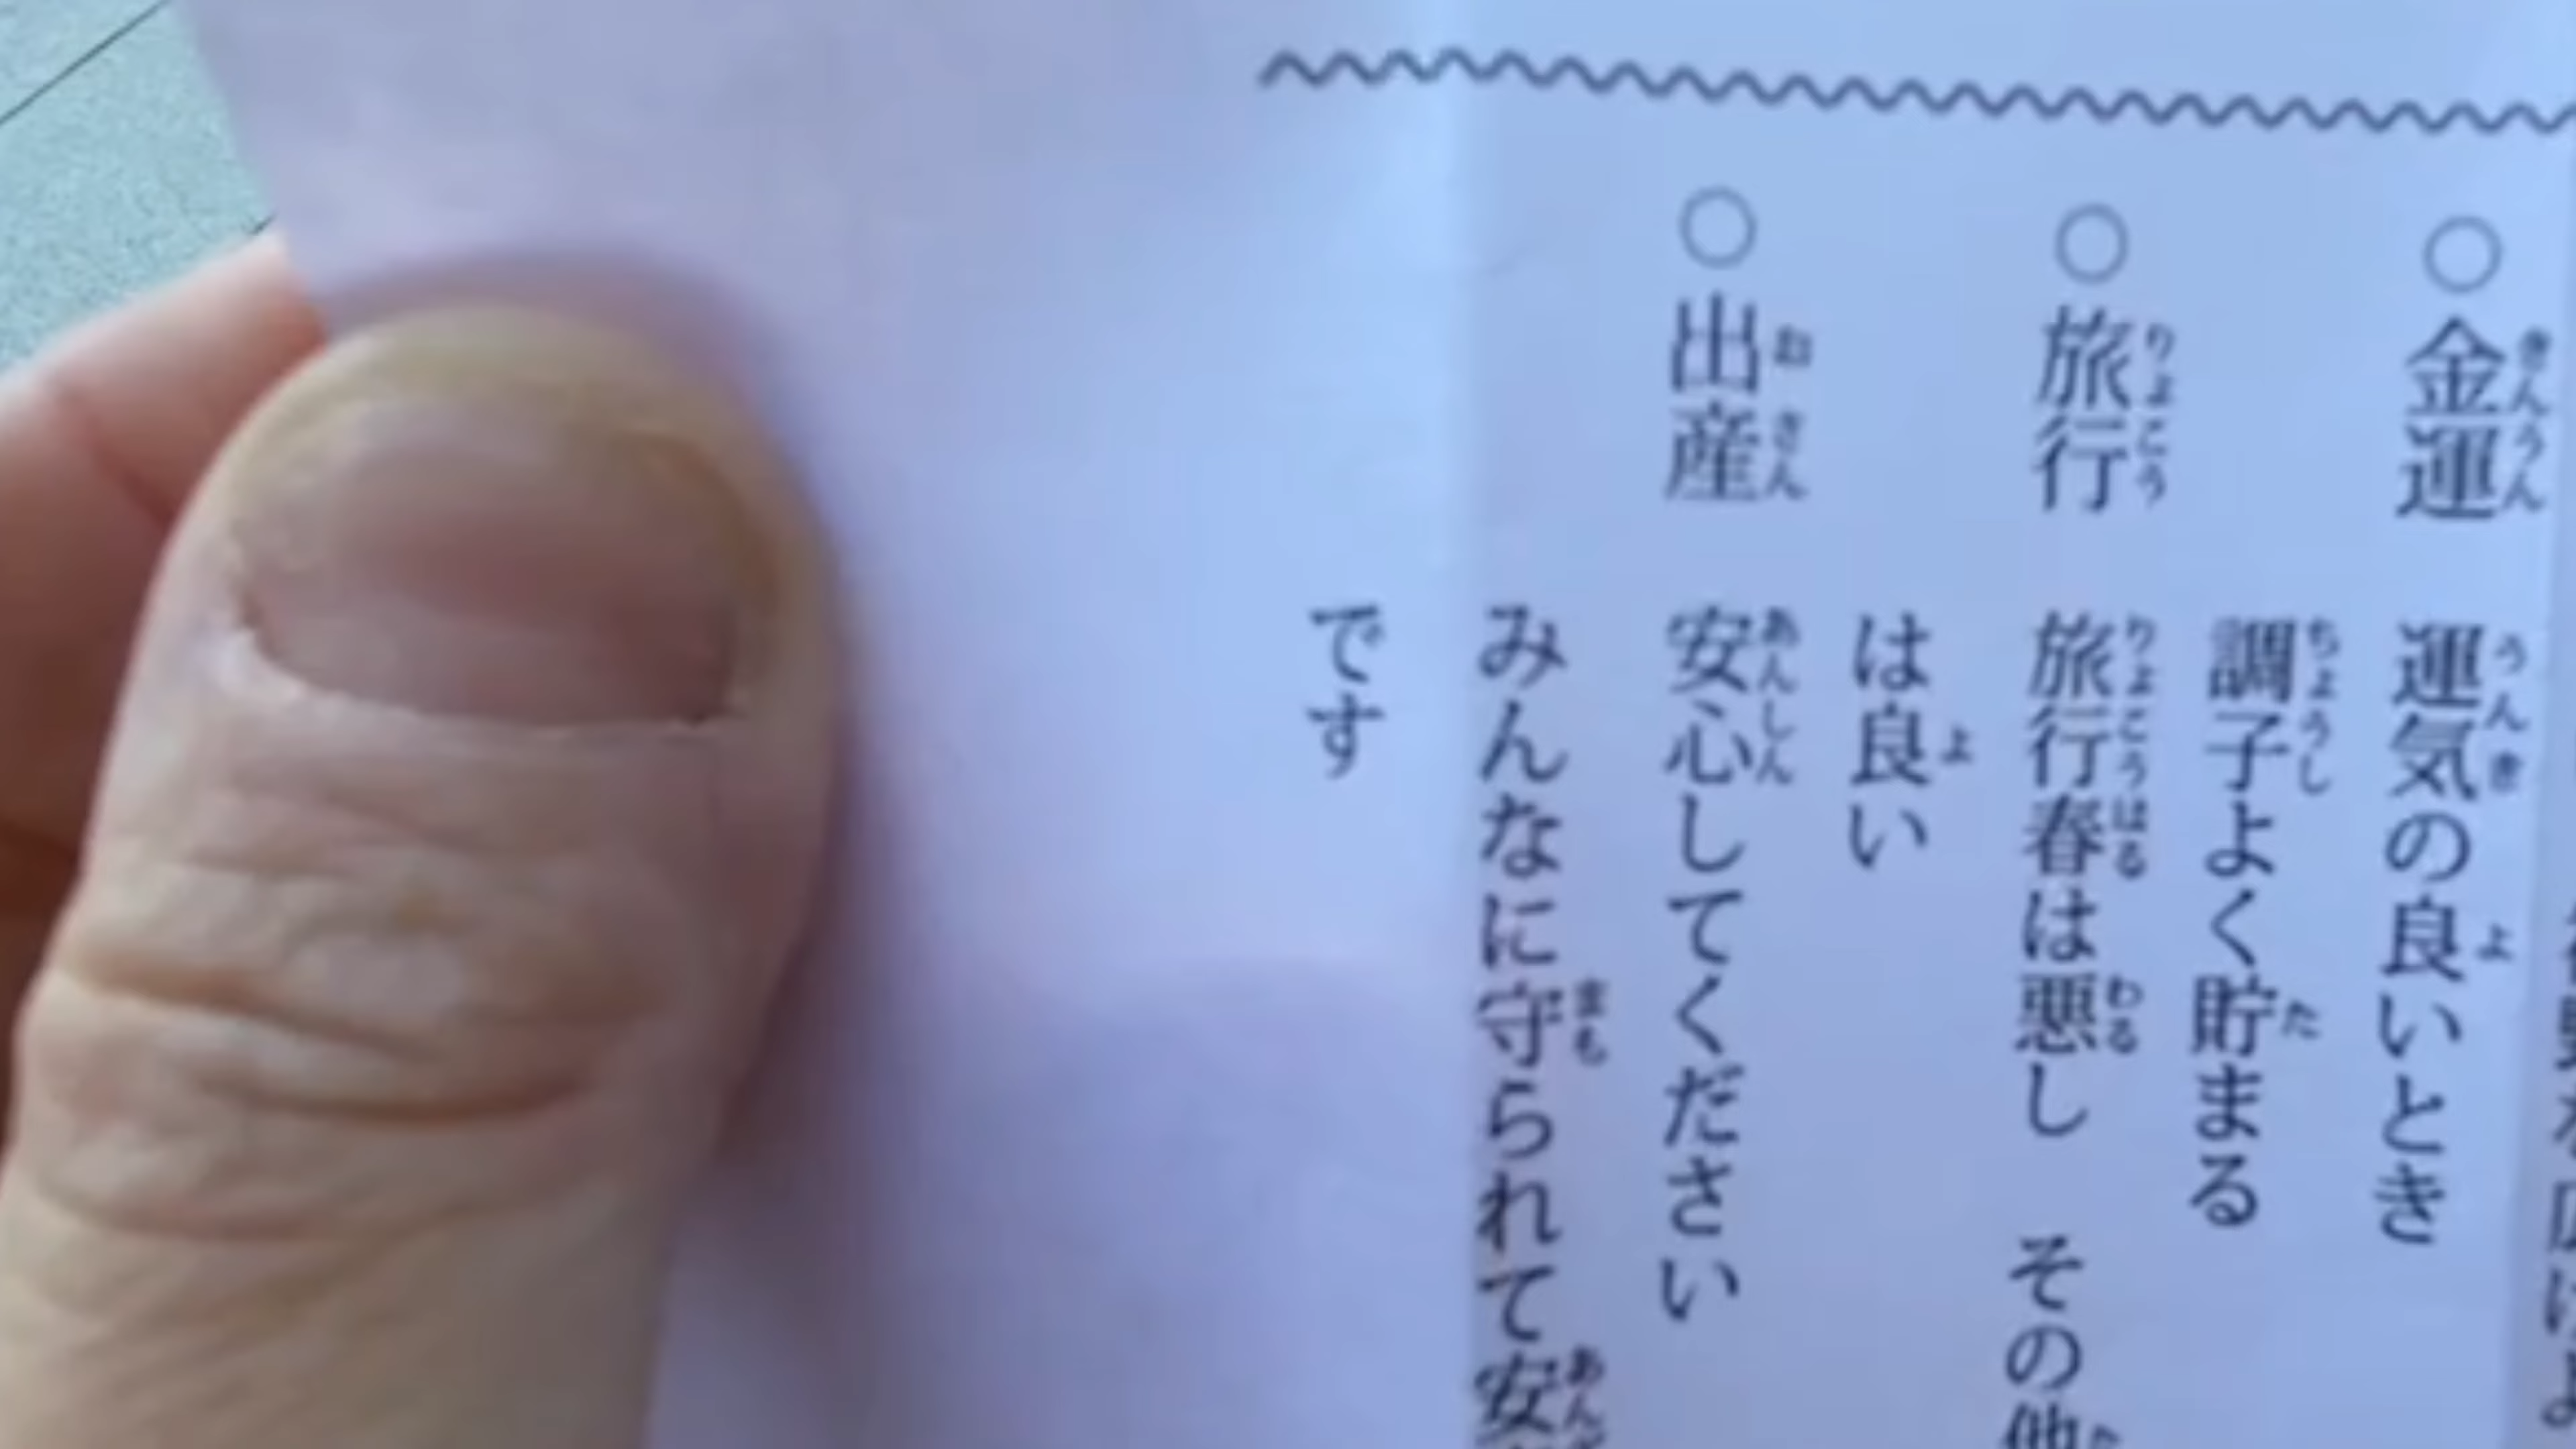 ○金運 運気の良いとき
調子よく貯まる
○旅行 旅行春は悪し その他
は良い
○出産 安心してください
みんなに守られて安
です